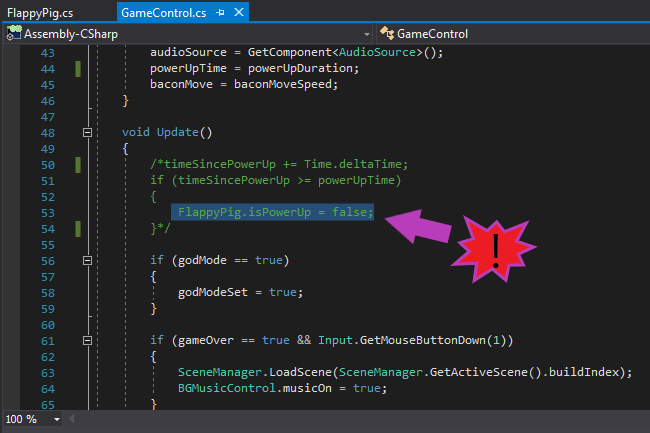 FlappyPig.cs GameControl.cs
Assembly-CSharp GameControl
43 audioSource = GetComponent<AudioSource>();
44 powerUpTime = powerUpDuration;
45 baconMove = baconMoveSpeed;
46 }
47
48 void Update()
49 {
50 /*timeSincePowerUp += Time.deltaTime;
51 if (timeSincePowerUp >= powerUpTime)
52 {
53 FlappyPig.isPowerUp = false;
54 }*/
55
56 if (godMode == true)
57 {
58 godModeSet = true;
59 }
60
61 if (gameOver == true && Input.GetMouseButtonDown(1))
62 {
63 SceneManager.LoadScene(SceneManager.GetActiveScene().buildIndex);
64 BGMusicControl.musicOn = true;
65 }
!
100 %